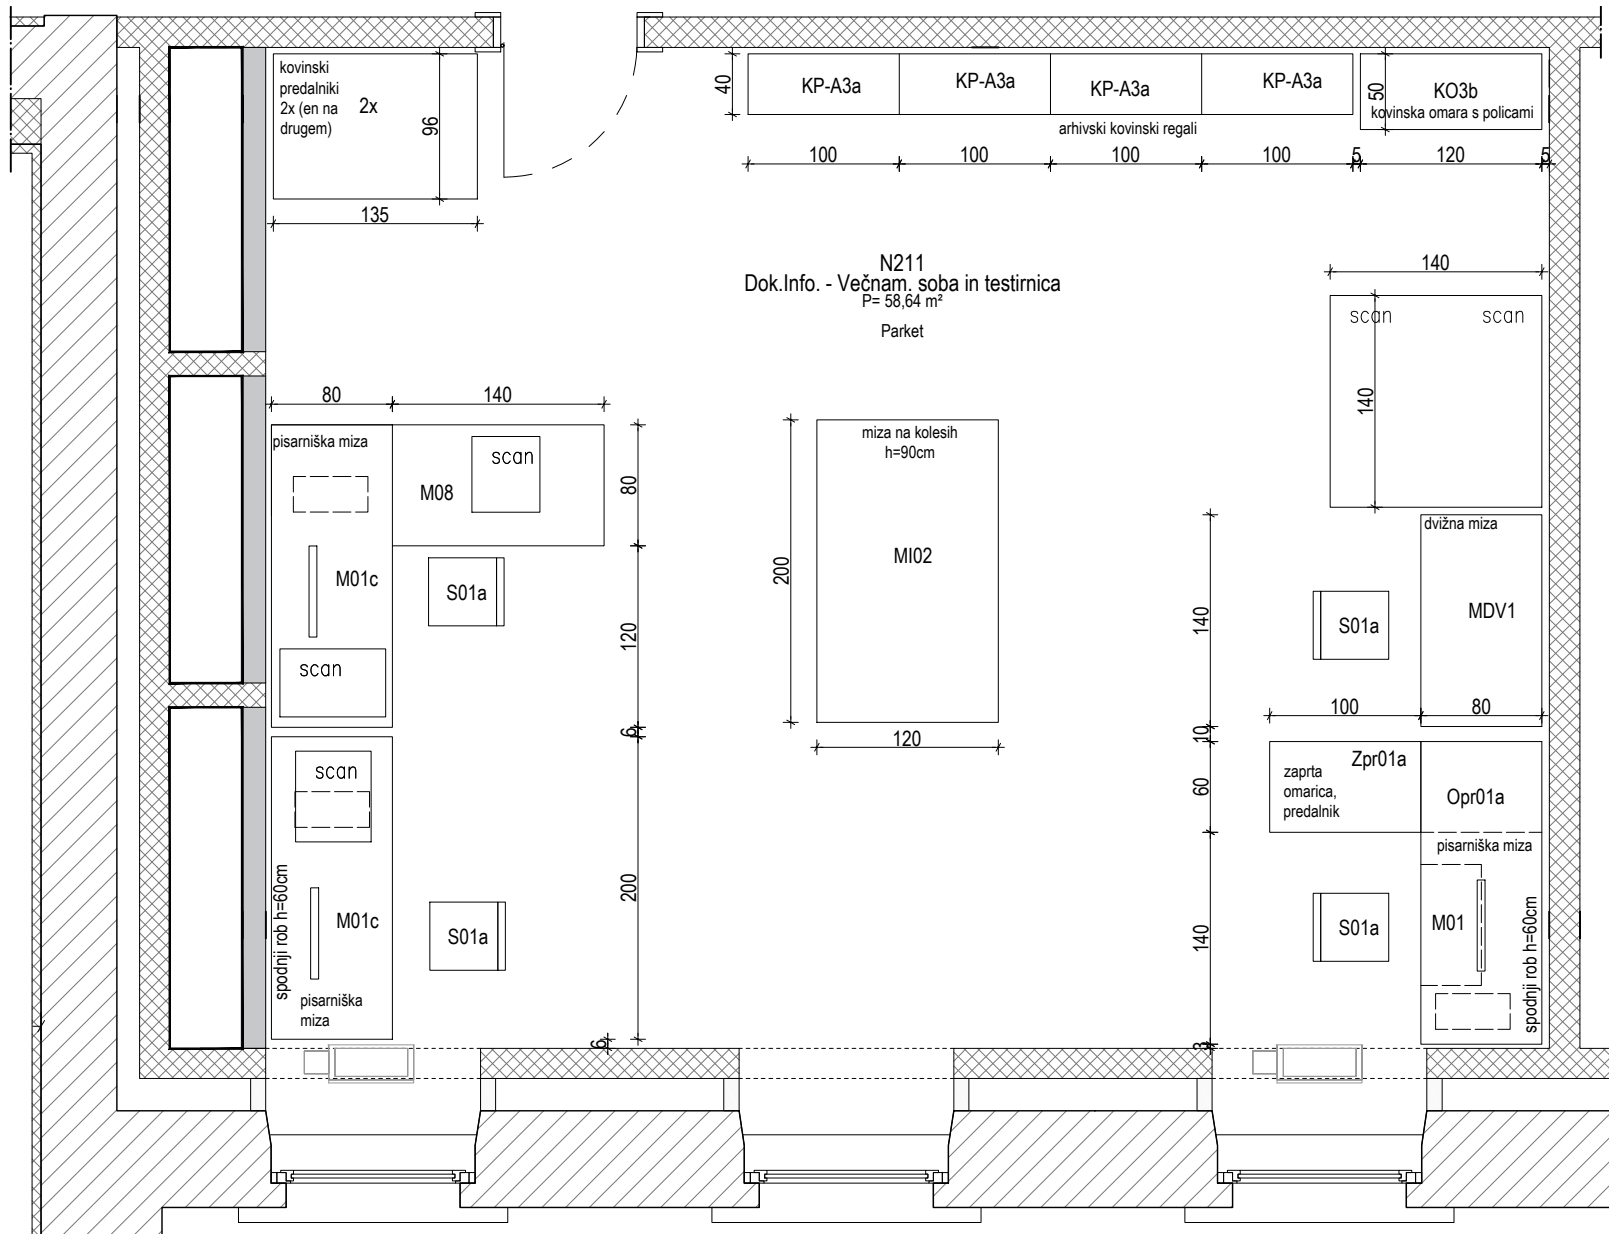 kovinski
predalniki
2x (en na
drugem)
2x
96
135
40
KP-A3a
KP-A3a
KP-A3a
KP-A3a
50
KO3b
kovinska omara s policami
arhivski kovinski regali
100
100
100
100
5
120
5
N211
Dok.Info. - Večnam. soba in testirnica
P= 58,64 m²
Parket
140
scan
scan
140
80
140
pisarniška miza
scan
M08
80
M01c
S01a
120
scan
6
miza na kolesih
h=90cm
MI02
200
120
dvižna miza
MDV1
140
S01a
100
80
10
Zpr01a
zaprta
omarica,
predalnik
60
Opr01a
pisarniška miza
scan
M01c
S01a
200
spodnji rob h=60cm
pisarniška
miza
6
S01a
M01
140
spodnji rob h=60cm
3